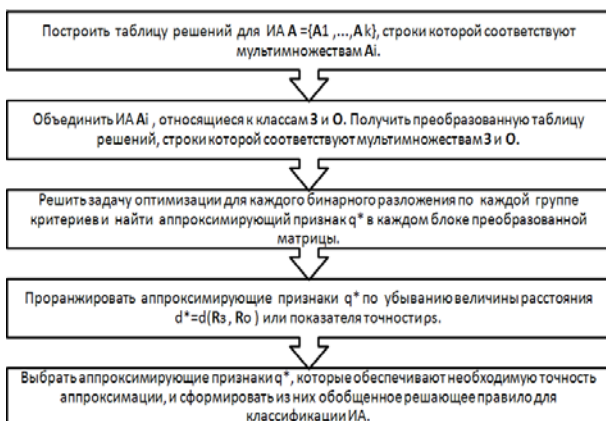 Построить таблицу решений для ИА A ={A1 ,...,A k}, строки которой соответствуют
мультимножествам Ai.
Объединить ИА Ai , относящиеся к классам З и О. Получить преобразованную таблицу
решений, строки которой соответствуют мультимножествам З и О.
Решить задачу оптимизации для каждого бинарного разложения по каждой группе
критериев и найти аппроксимирующий признак q* в каждом блоке преобразованной
матрицы.
Проранжировать аппроксимирующие признаки q* по убыванию величины расстояния
d*=d(Rз , Ro ) или показателя точности ρs.
Выбрать аппроксимирующие признаки q*, которые обеспечивают необходимую точность
аппроксимации, и сформировать из них обобщенное решающее правило для
классификации ИА.